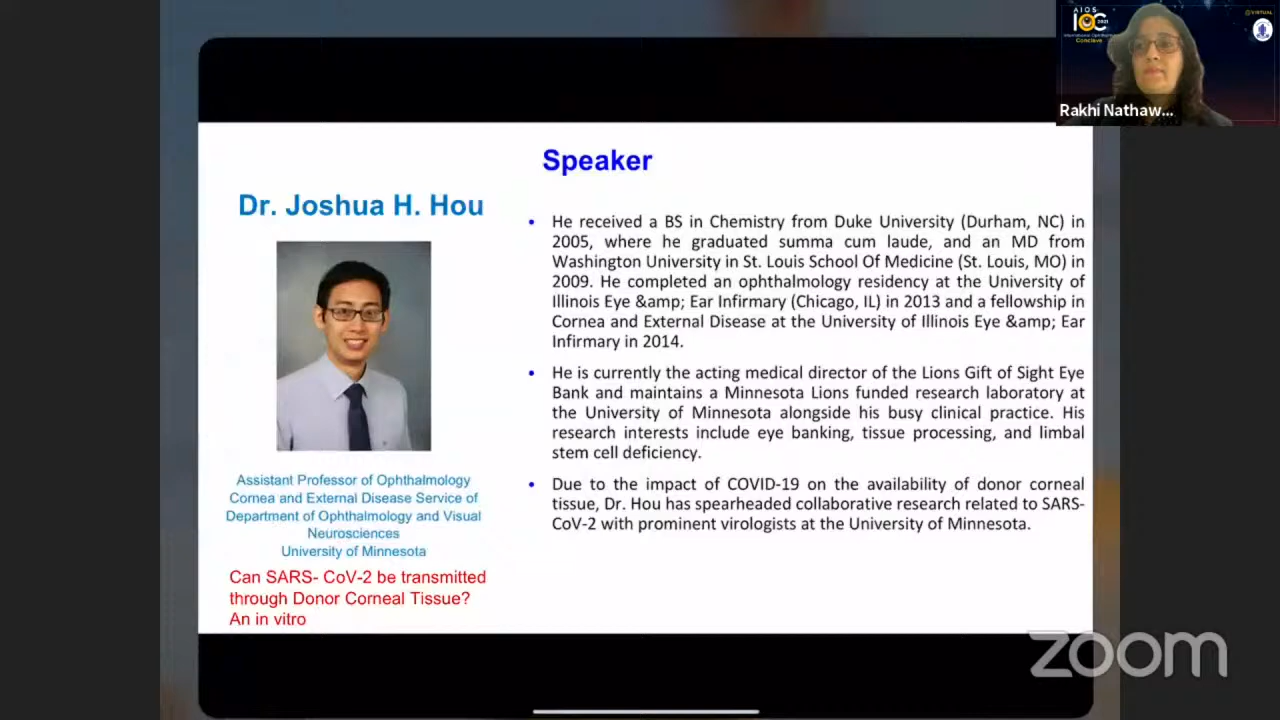 AIOS
IOC 2021
Conclave
VIRTUAL
Rakhi Nathaw...
Speaker
Dr. Joshua H. Hou
• He received a BS in Chemistry from Duke University (Durham, NC) in
2005, where he graduated summa cum laude, and an MD from
Washington University in St. Louis School Of Medicine (St. Louis, MO) in
2009. He completed an ophthalmology residency at the University of
Illinois Eye &amp; Ear Infirmary (Chicago, IL) in 2013 and a fellowship in
Cornea and External Disease at the University of Illinois Eye &amp; Ear
Infirmary in 2014.
• He is currently the acting medical director of the Lions Gift of Sight Eye
Bank and maintains a Minnesota Lions funded research laboratory at
the University of Minnesota alongside his busy clinical practice. His
research interests include eye banking, tissue processing, and limbal
stem cell deficiency.
• Due to the impact of COVID-19 on the availability of donor corneal
tissue, Dr. Hou has spearheaded collaborative research related to SARS-
CoV-2 with prominent virologists at the University of Minnesota.
Assistant Professor of Ophthalmology
Cornea and External Disease Service of
Department of Ophthalmology and Visual
Neurosciences
University of Minnesota
Can SARS- CoV-2 be transmitted
through Donor Corneal Tissue?
An in vitro
zoom